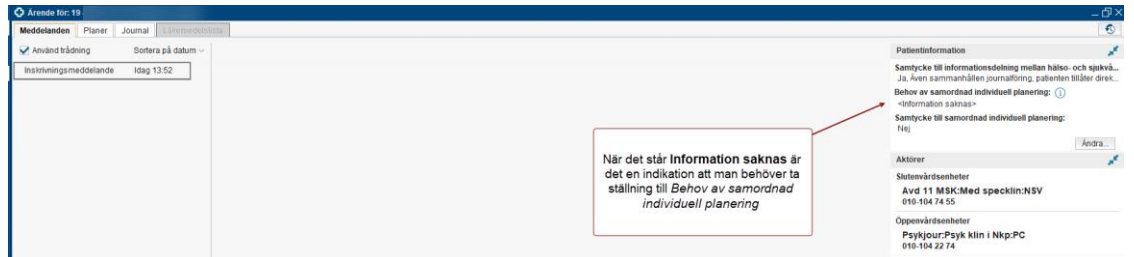 Ärende för: 19
Meddelanden Planer Journal Läkemedelslista
Använd trådning Sortera på datum
Inskrivningsmeddelande Idag 13:52
När det står Information saknas är
det en indikation att man behöver ta
ställning till Behov av samordnad
individuell planering
Patientinformation
Samtycke till informationsdelning mellan hälso- och sjukvå...
Ja, Även sammanhållen journalföring, patienten tillåter direk...
Behov av samordnad individuell planering:
<Information saknas>
Samtycke till samordnad individuell planering:
Nej
Ändra...
Aktörer
Slutenvårdsenheter
Avd 11 MSK:Med specklin:NSV
010-104 74 55
Öppenvårdsenheter
Psykjour:Psyk klin i Nkp:PC
010-104 22 74